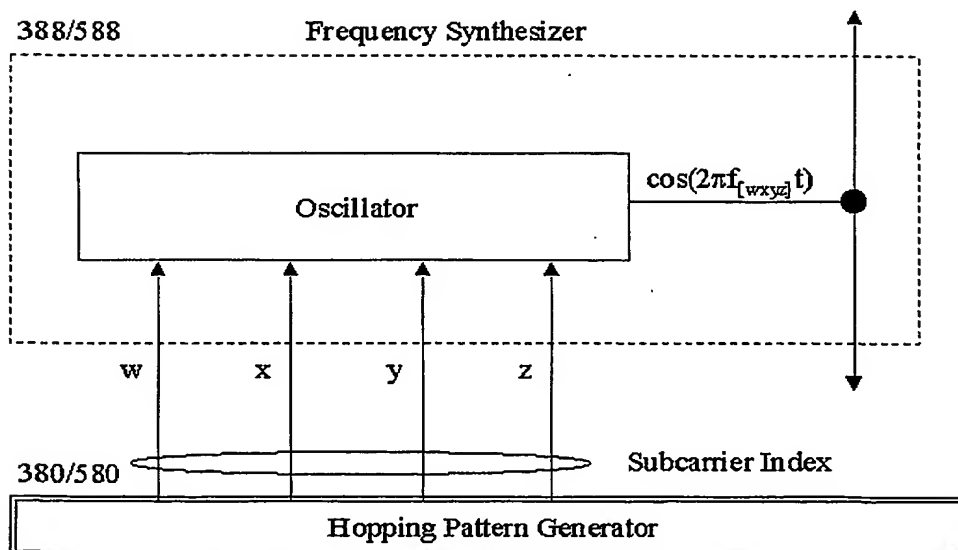 388/588 Frequency Synthesizer
cos(2πf[wxyz]t)
Oscillator
w x y z
380/580 Subcarrier Index
Hopping Pattern Generator